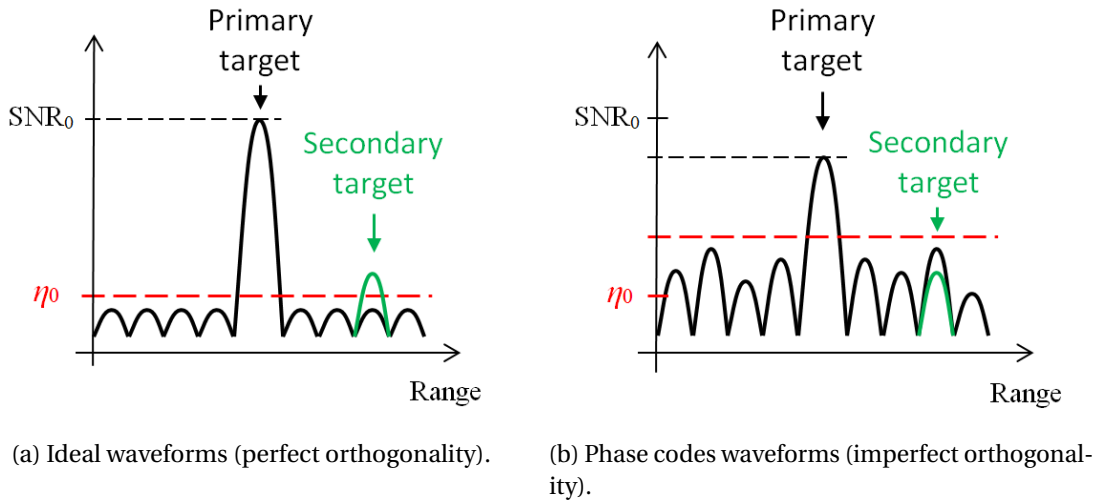 Primary
target
SNR0
Secondary
target
η0
Range
(a) Ideal waveforms (perfect orthogonality).
Primary
target
SNR0
Secondary
target
η0
Range
(b) Phase codes waveforms (imperfect orthogonal-
ity).